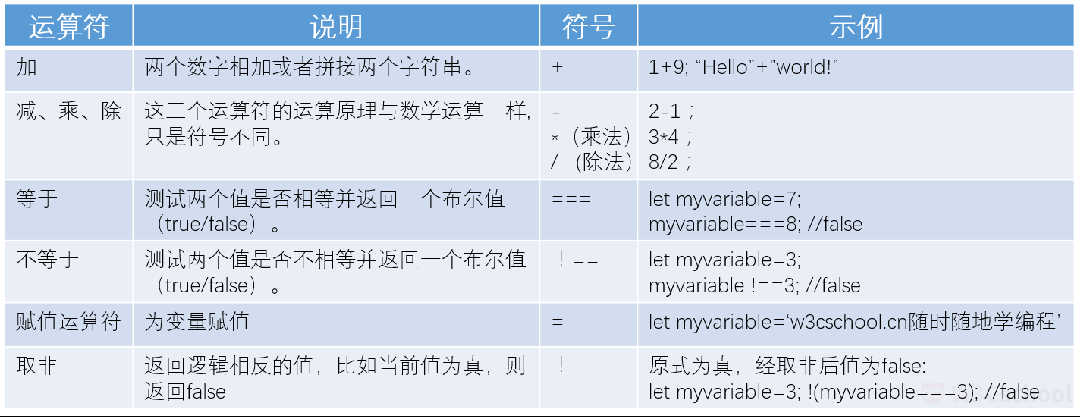 运算符 说明 符号 示例
加 两个数字相加或者拼接两个字符串。 + 1+9; “Hello”+”world!”
减、乘、除 这三个运算符的运算原理与数学运算一样, - 2-1 ;
只是符号不同。 *（乘法） 3*4 ;
/（除法） 8/2 ;
等于 测试两个值是否相等并返回一个布尔值 === let myvariable=7;
（true/false）。 myvariable===8; //false
不等于 测试两个值是否不相等并返回一个布尔值 !== let myvariable=3;
（true/false）。 myvariable !==3; //false
赋值运算符 为变量赋值 = let myvariable=‘w3cschool.cn随时随地学编程’
取非 返回逻辑相反的值，比如当前值为真，则 ! 原式为真，经取非后值为false:
返回false let myvariable=3; !(myvariable===3); //false